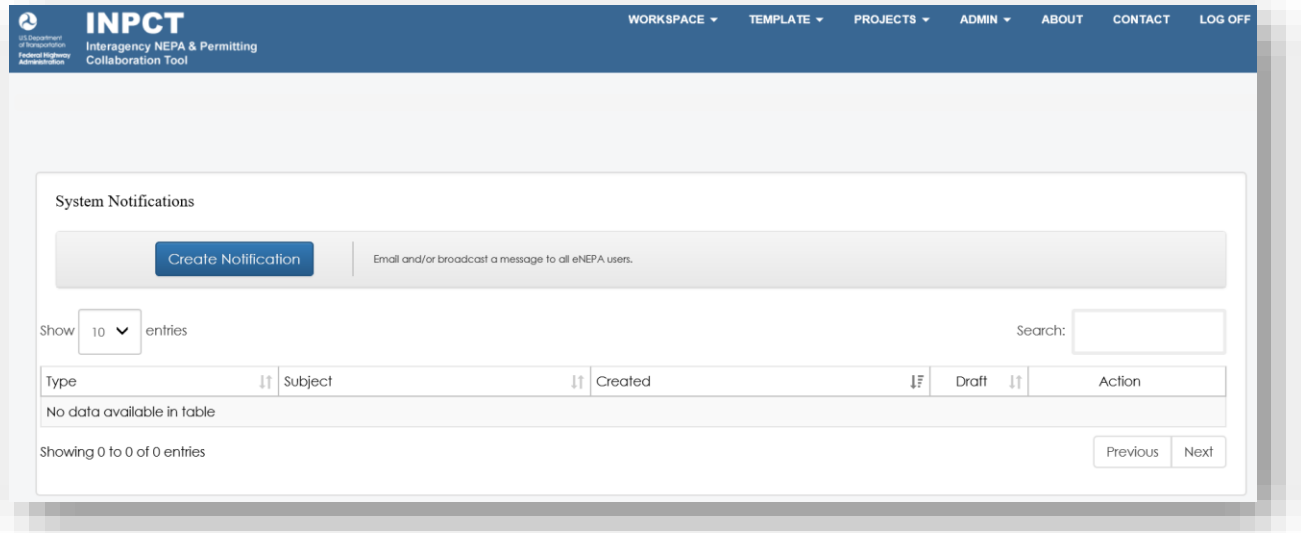 INPCT
Interagency NEPA & Permitting
Collaboration Tool
US Department
of Transportation
Federal Highway
Administration
WORKSPACE TEMPLATE PROJECTS ADMIN ABOUT CONTACT LOG OFF
System Notifications
Create Notification Email and/or broadcast a message to all eNEPA users.
Show 10 entries Search:
Type Subject Created Draft Action
No data available in table
Showing 0 to 0 of 0 entries Previous Next